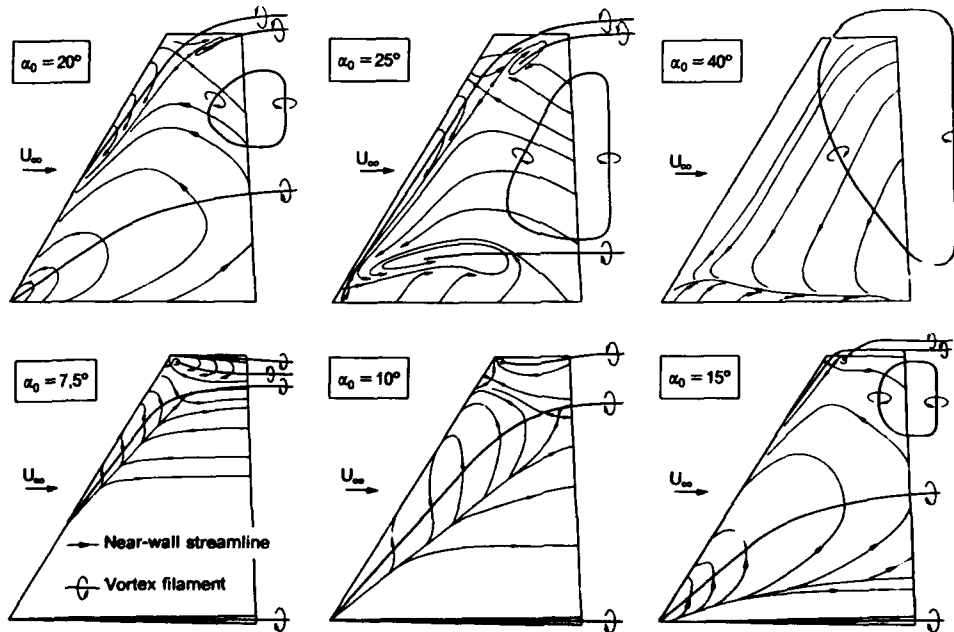 α₀ = 20°
U∞
α₀ = 25°
U∞
α₀ = 40°
U∞
α₀ = 7,5°
U∞
Near-wall streamline
Vortex filament
α₀ = 10°
U∞
α₀ = 15°
U∞